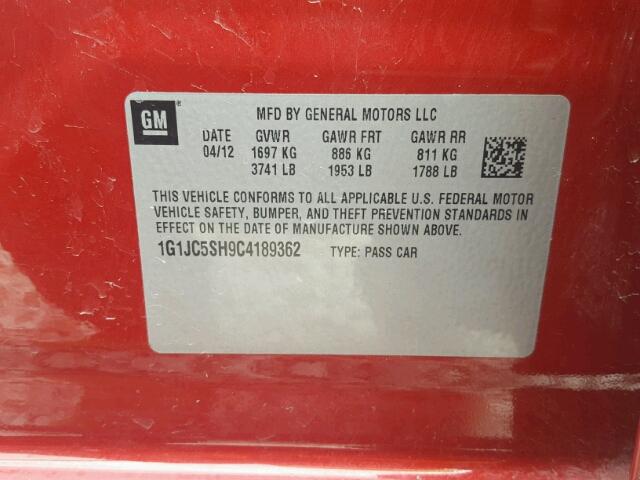 GM ®
MFD BY GENERAL MOTORS LLC
DATE GVWR GAWR FRT GAWR RR
04/12 1697 KG 886 KG 811 KG
3741 LB 1953 LB 1788 LB
THIS VEHICLE CONFORMS TO ALL APPLICABLE U.S. FEDERAL MOTOR
VEHICLE SAFETY, BUMPER, AND THEFT PREVENTION STANDARDS IN
EFFECT ON THE DATE OF MANUFACTURE SHOWN ABOVE.
1G1JC5SH9C4189362 TYPE: PASS CAR